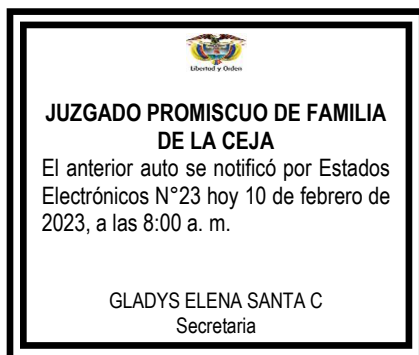 Libertad y Orden
JUZGADO PROMISCUO DE FAMILIA
DE LA CEJA
El anterior auto se notificó por Estados
Electrónicos N°23 hoy 10 de febrero de
2023, a las 8:00 a. m.
GLADYS ELENA SANTA C
Secretaria